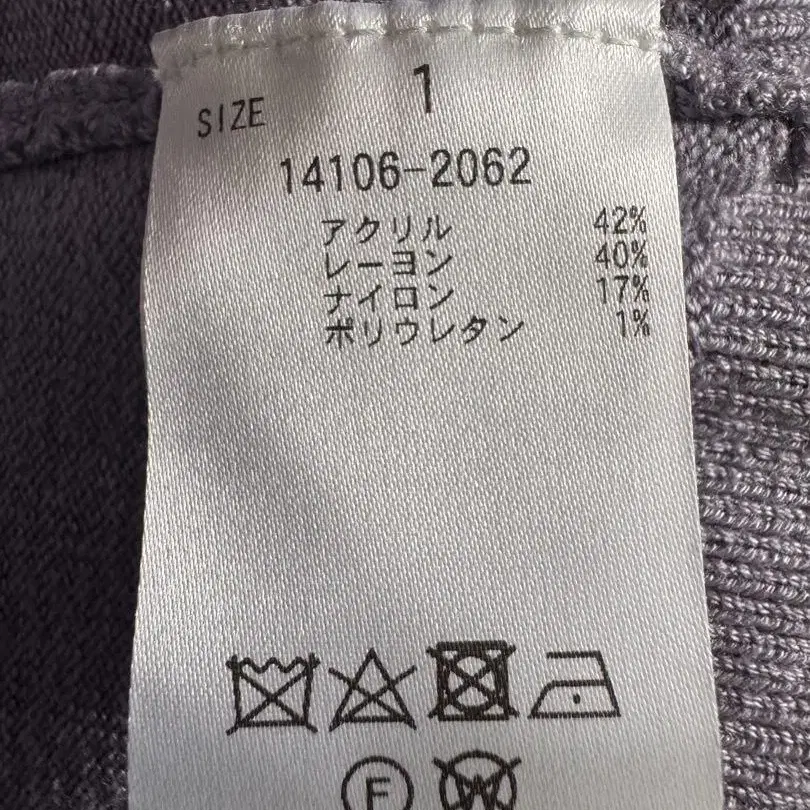 SIZE 1
14106-2062
アクリル 42%
レーヨン 40%
ナイロン 17%
ポリウレタン 1%
F W